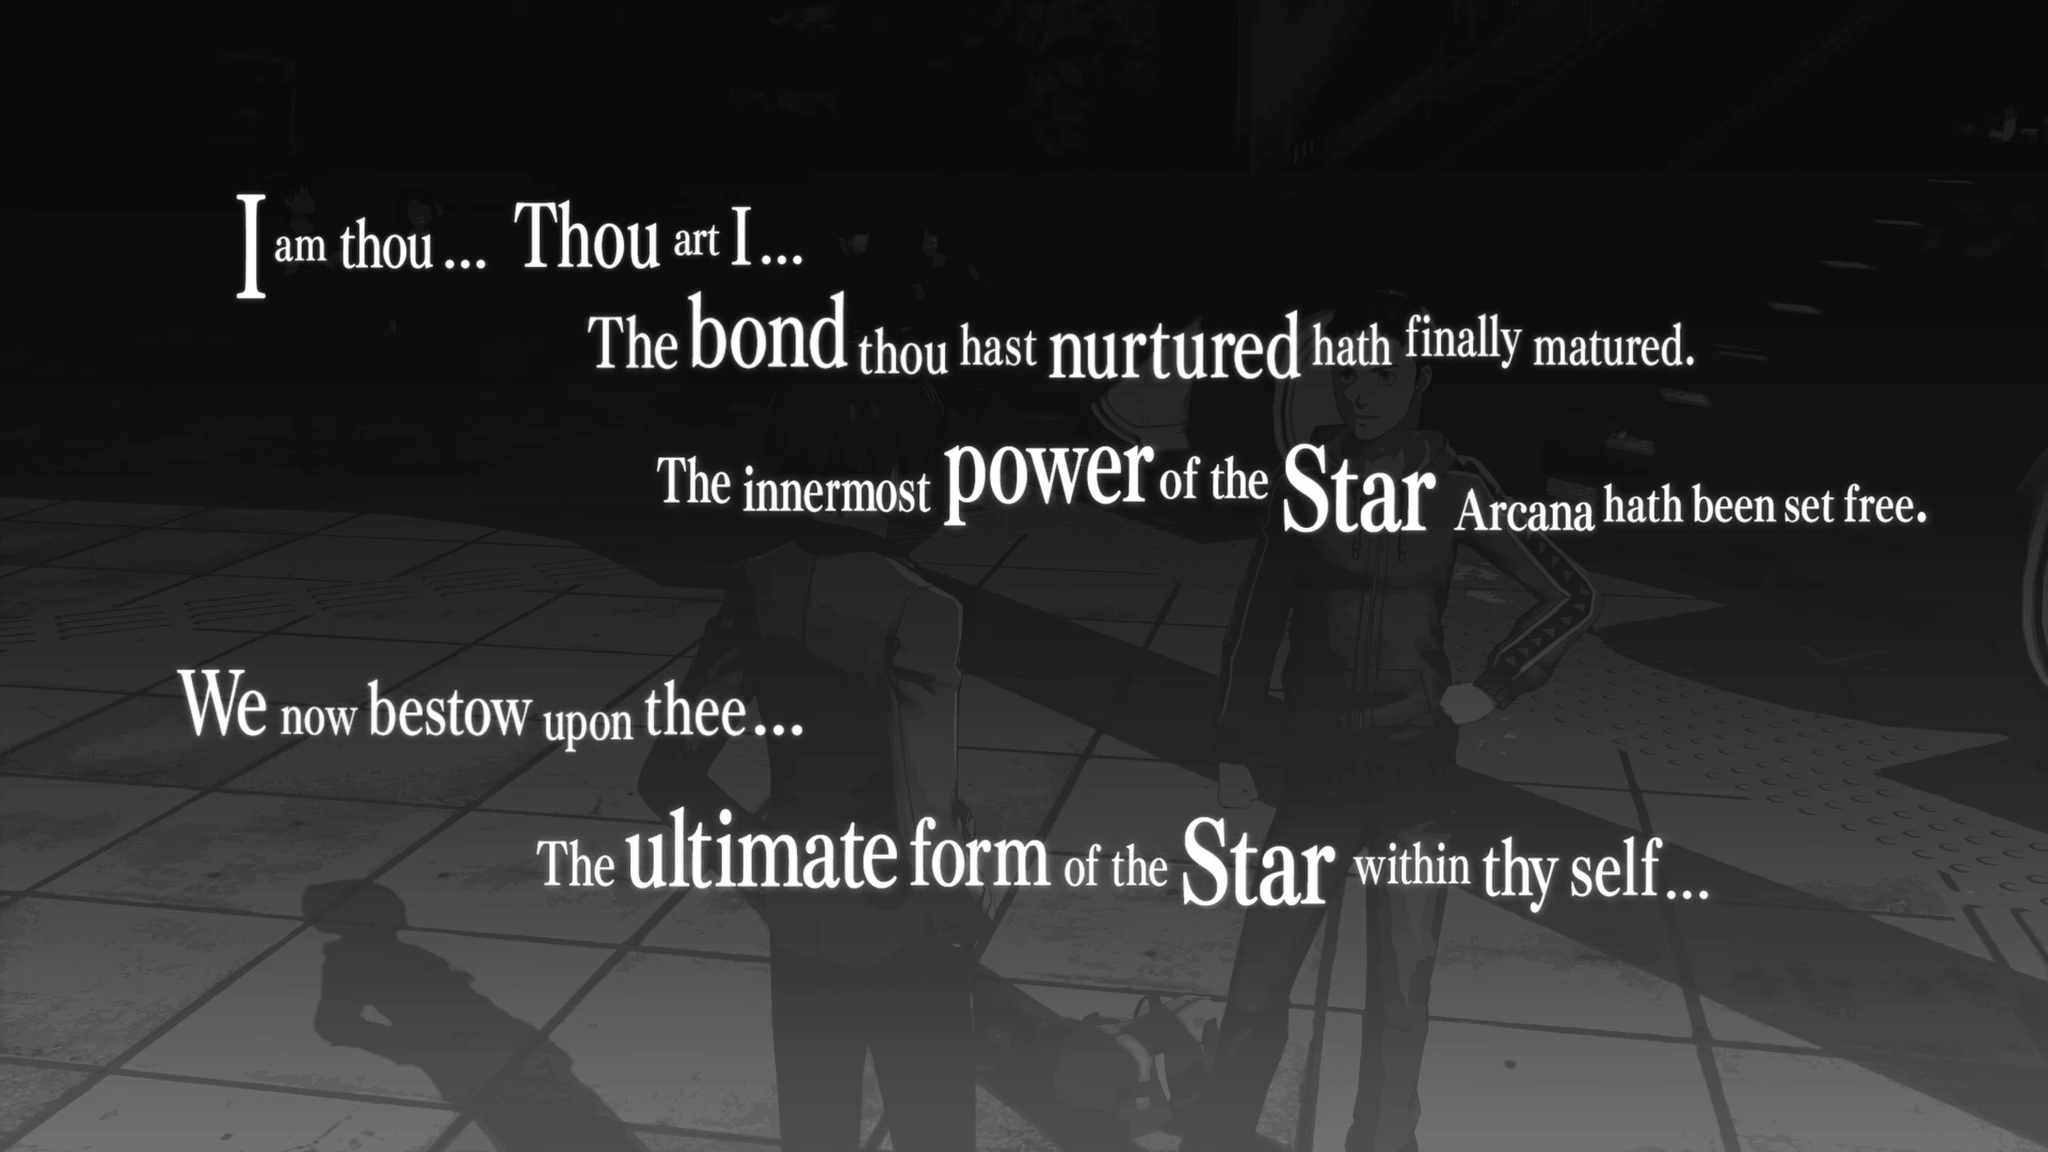 I am thou... Thou art I...
The bond thou hast nurtured hath finally matured.
The innermost power of the Star Arcana hath been set free.
We now bestow upon thee...
The ultimate form of the Star within thy self...